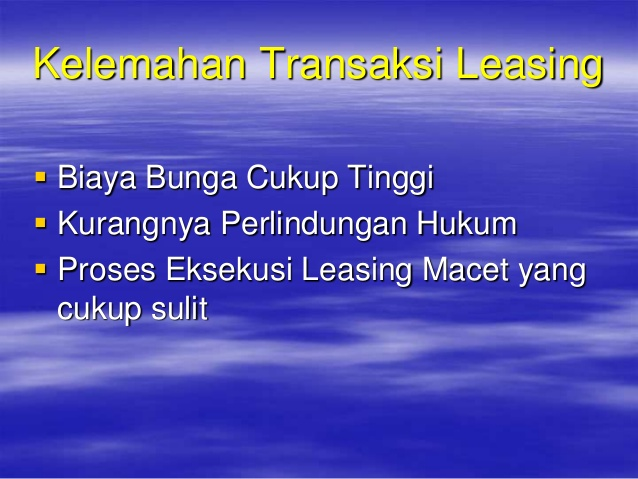 Kelemahan Transaksi Leasing
Biaya Bunga Cukup Tinggi
Kurangnya Perlindungan Hukum
Proses Eksekusi Leasing Macet yang
cukup sulit